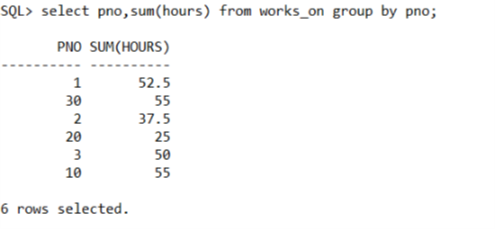 SQL> select pno,sum(hours) from works_on group by pno;
PNO SUM(HOURS)
---------- ----------
1 52.5
30 55
2 37.5
20 25
3 50
10 55
6 rows selected.